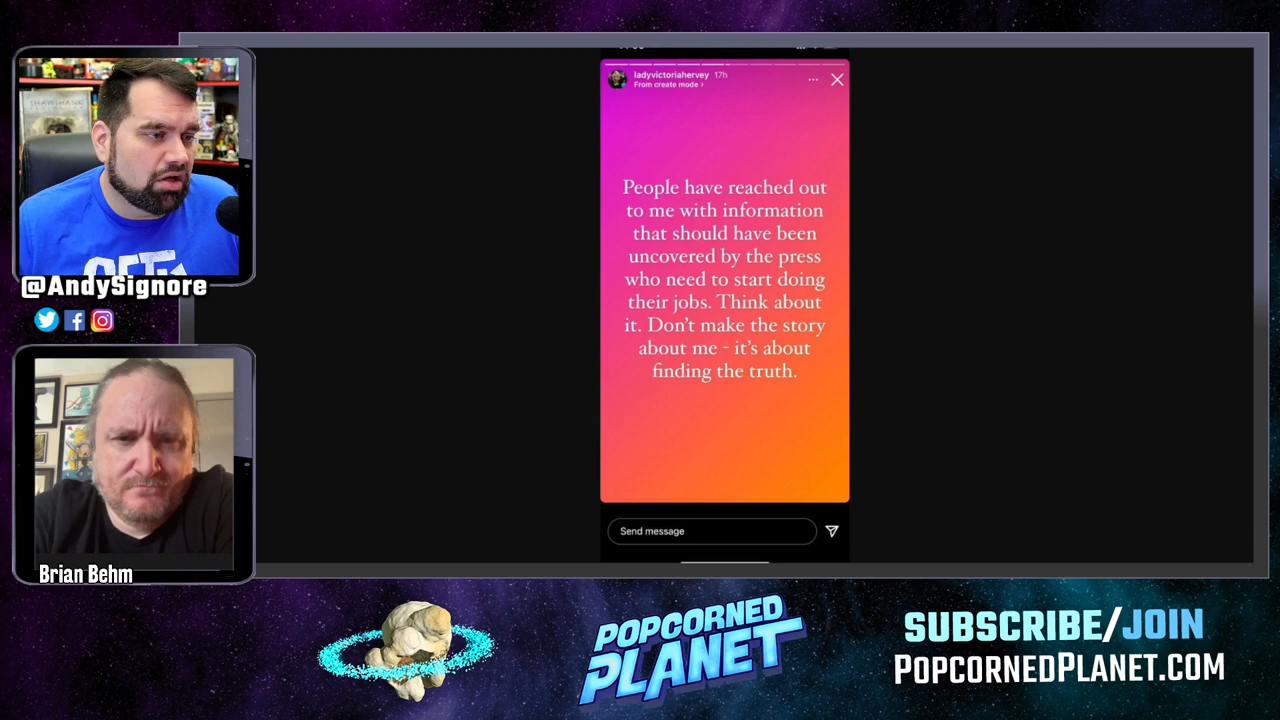 SHAWSHANK
@AndySignore
Brian Behm
ladyvictoriahervey 17h
From create mode ›
People have reached out
to me with information
that should have been
uncovered by the press
who need to start doing
their jobs. Think about
it. Don't make the story
about me - it's about
finding the truth.
Send message
POPCORNED
PLANET
SUBSCRIBE/JOIN
POPCORNEDPLANET.COM